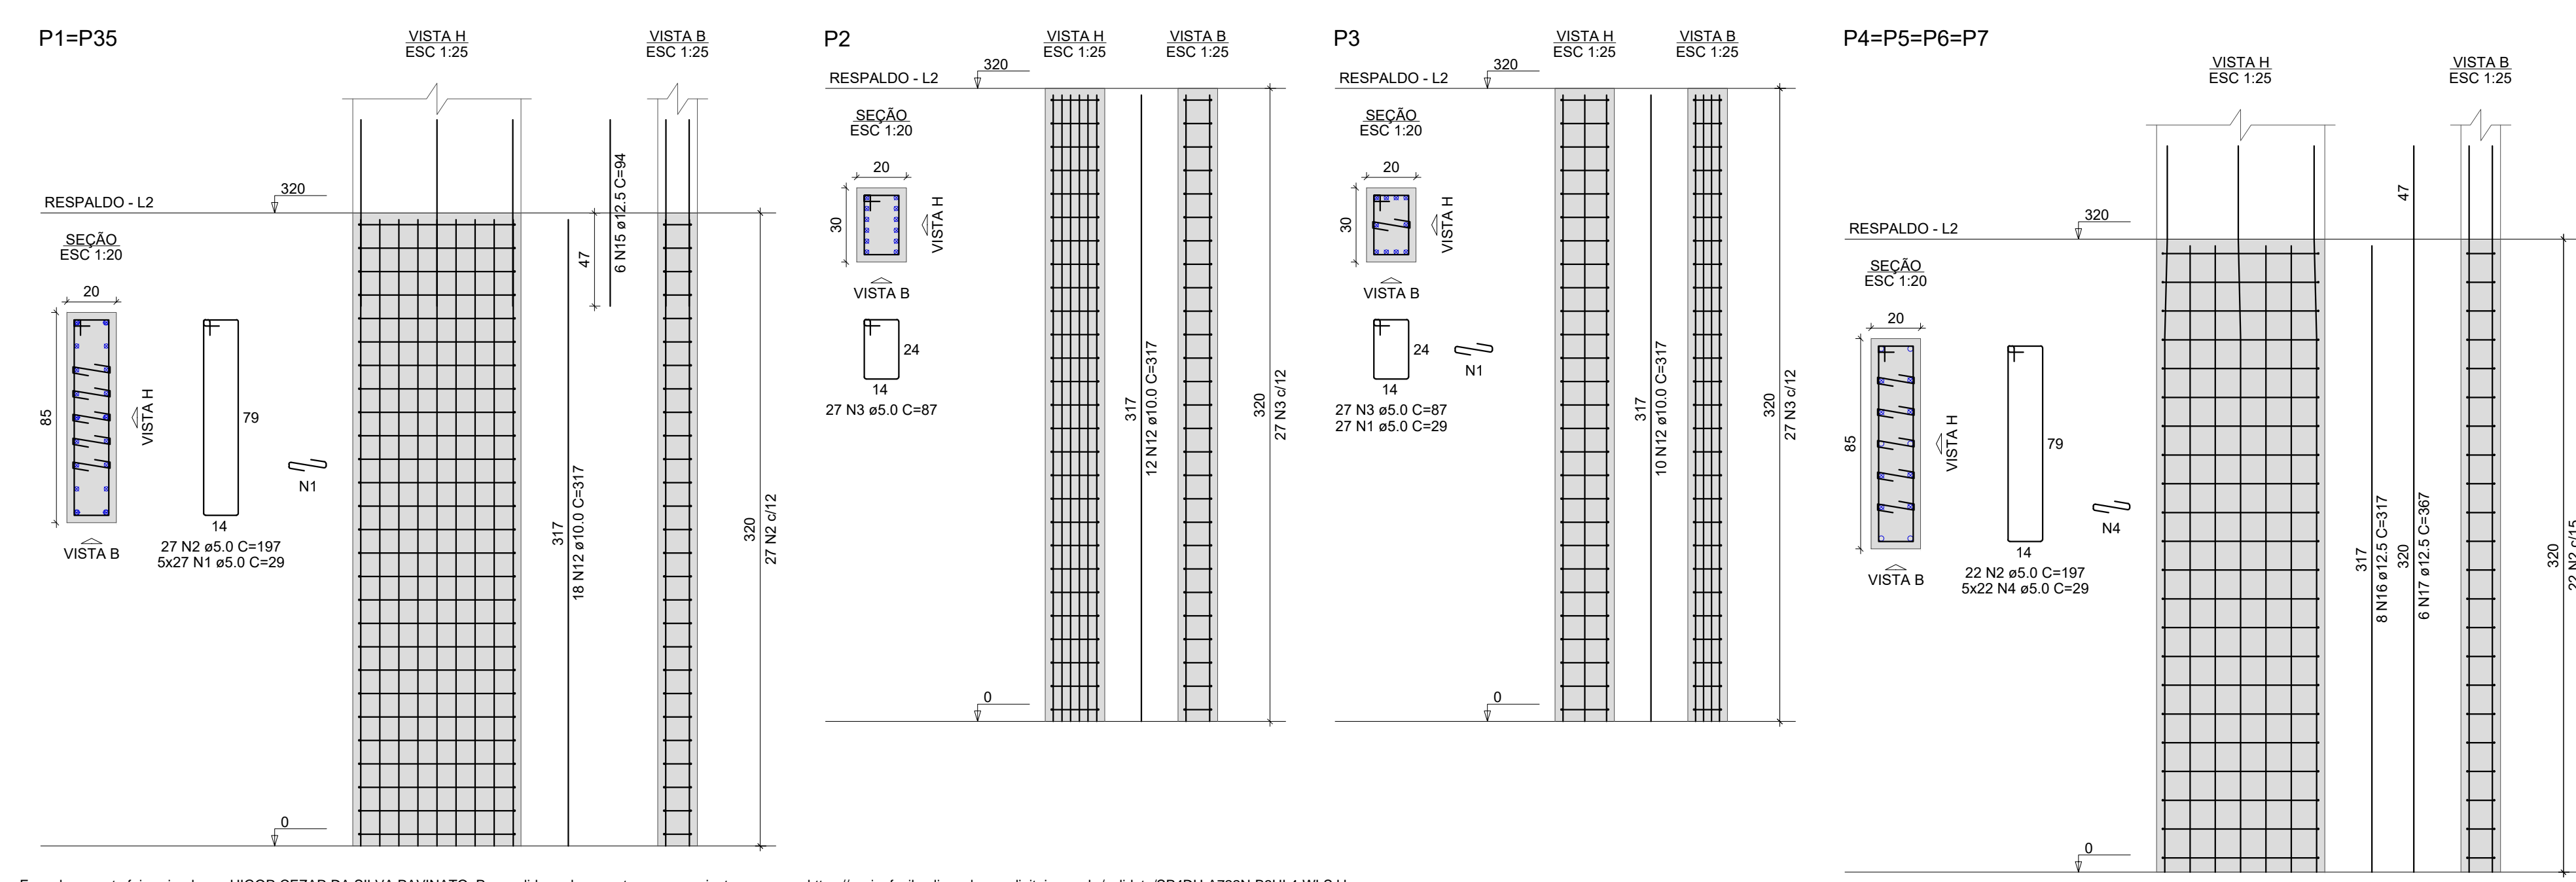 P1=P35
VISTA H
ESC 1:25
VISTA B
ESC 1:25
RESPALDO - L2
320
SEÇÃO
ESC 1:20
20
85
VISTA H
VISTA B
79
14
27 N2 ø5.0 C=197
5x27 N1 ø5.0 C=29
N1
0
317
18 N12 ø10.0 C=317
47
6 N15 ø12.5 C=94
320
27 N2 c/12
P2
VISTA H
ESC 1:25
VISTA B
ESC 1:25
RESPALDO - L2
320
SEÇÃO
ESC 1:20
20
30
VISTA H
VISTA B
24
14
27 N3 ø5.0 C=87
0
317
12 N12 ø10.0 C=317
320
27 N3 c/12
P3
VISTA H
ESC 1:25
VISTA B
ESC 1:25
RESPALDO - L2
320
SEÇÃO
ESC 1:20
20
30
VISTA H
VISTA B
24
14
N1
27 N3 ø5.0 C=87
27 N1 ø5.0 C=29
0
317
10 N12 ø10.0 C=317
320
27 N3 c/12
P4=P5=P6=P7
VISTA H
ESC 1:25
VISTA B
ESC 1:25
RESPALDO - L2
320
SEÇÃO
ESC 1:20
20
85
VISTA H
VISTA B
79
14
22 N2 ø5.0 C=197
5x22 N4 ø5.0 C=29
N4
0
317
8 N16 ø12.5 C=317
47
320
6 N17 ø12.5 C=367
320
22 N2 c/15